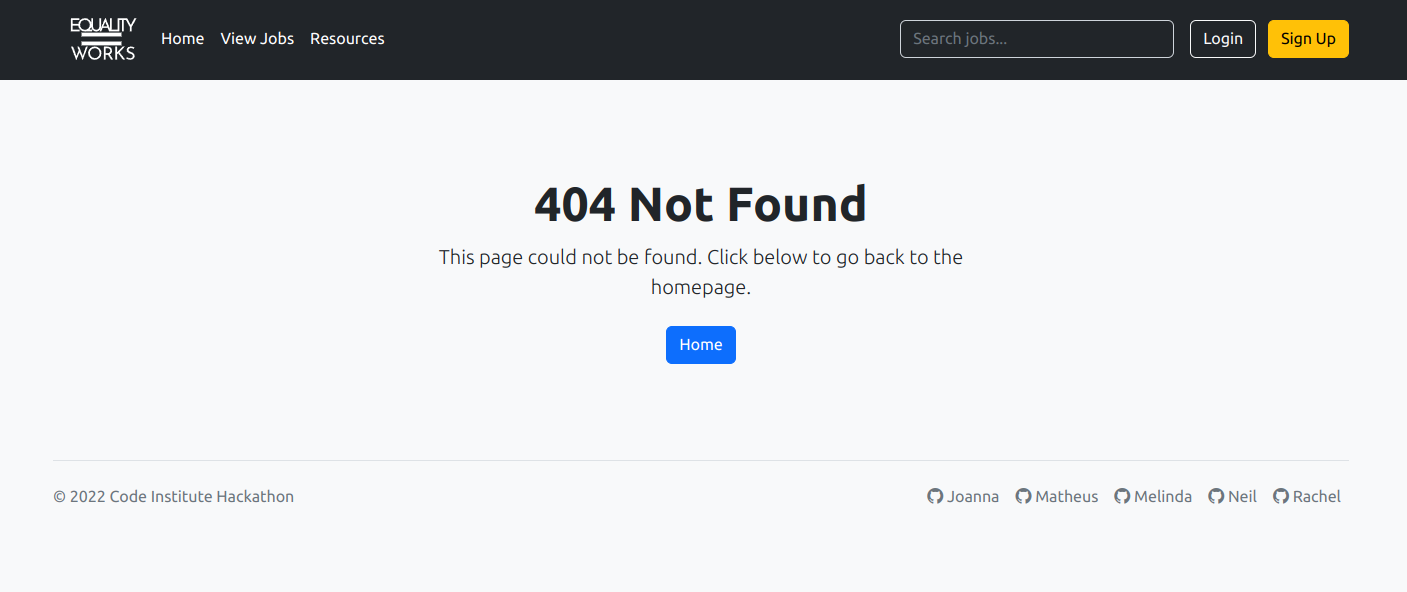 EQUALITY
WORKS
Home View Jobs Resources
Search jobs...
Login
Sign Up
404 Not Found
This page could not be found. Click below to go back to the
homepage.
Home
© 2022 Code Institute Hackathon
Joanna Matheus Melinda Neil Rachel